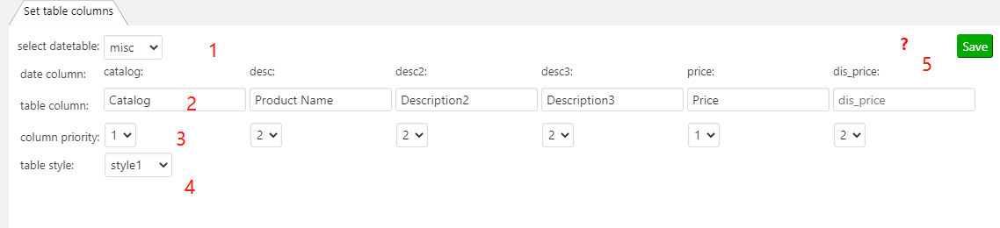 Set table columns
select datetable: misc 1 ? Save
5
date column: catalog: desc: desc2: desc3: price: dis_price:
table column: Catalog 2 Product Name Description2 Description3 Price dis_price
column priority: 1 3 2 2 2 1 2
table style: style1
4